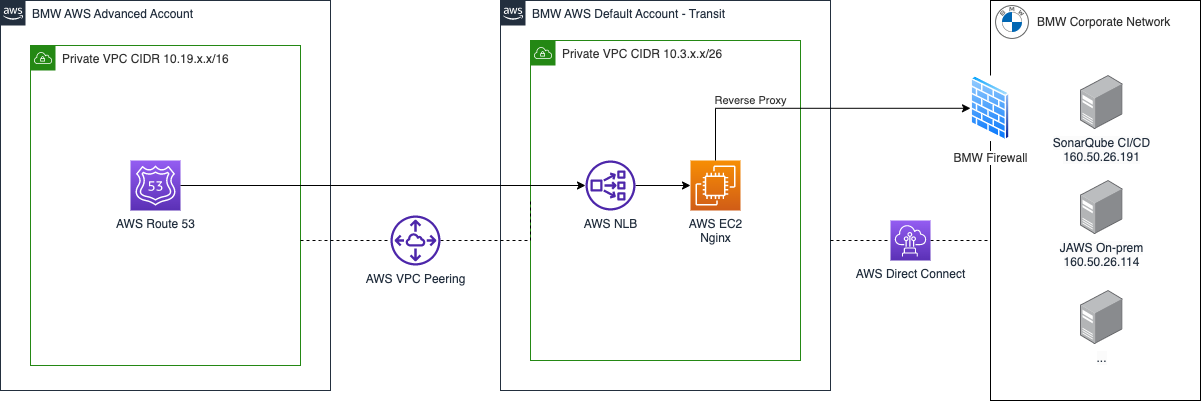 aws
BMW AWS Advanced Account
Private VPC CIDR 10.19.x.x/16
53
AWS Route 53
AWS VPC Peering
aws
BMW AWS Default Account - Transit
Private VPC CIDR 10.3.x.x/26
Reverse Proxy
AWS NLB
AWS EC2
Nginx
AWS Direct Connect
BMW
BMW Corporate Network
BMW Firewall
SonarQube CI/CD
160.50.26.191
JAWS On-prem
160.50.26.114
...